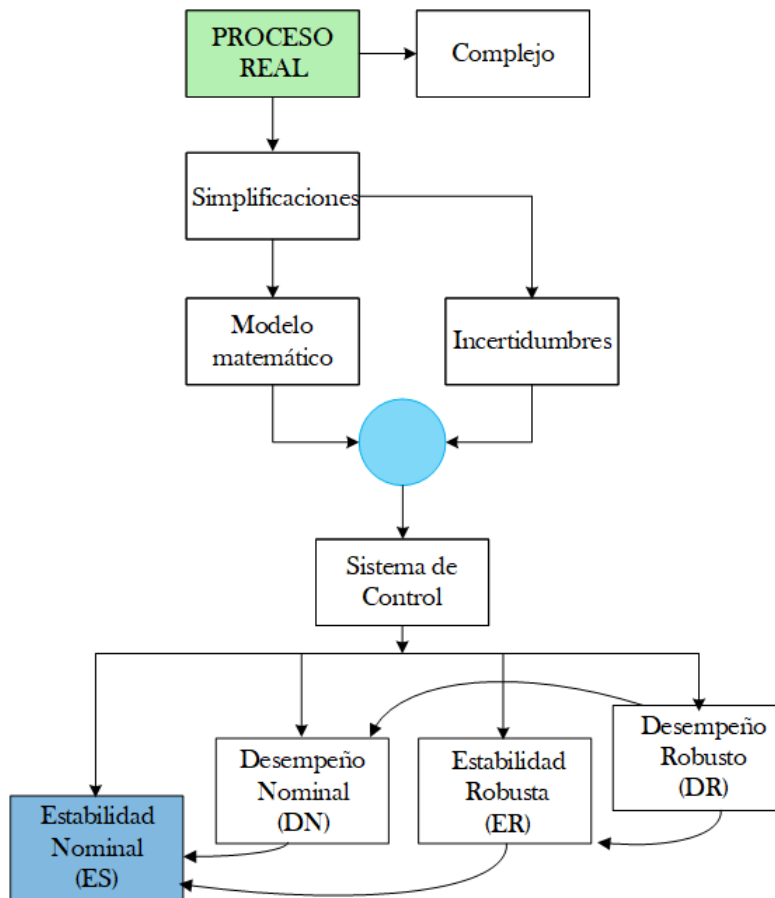 PROCESO
REAL
Complejo
Simplificaciones
Modelo
matemático
Incertidumbres
Sistema de
Control
Desempeño
Robusto
(DR)
Desempeño
Nominal
(DN)
Estabilidad
Robusta
(ER)
Estabilidad
Nominal
(ES)